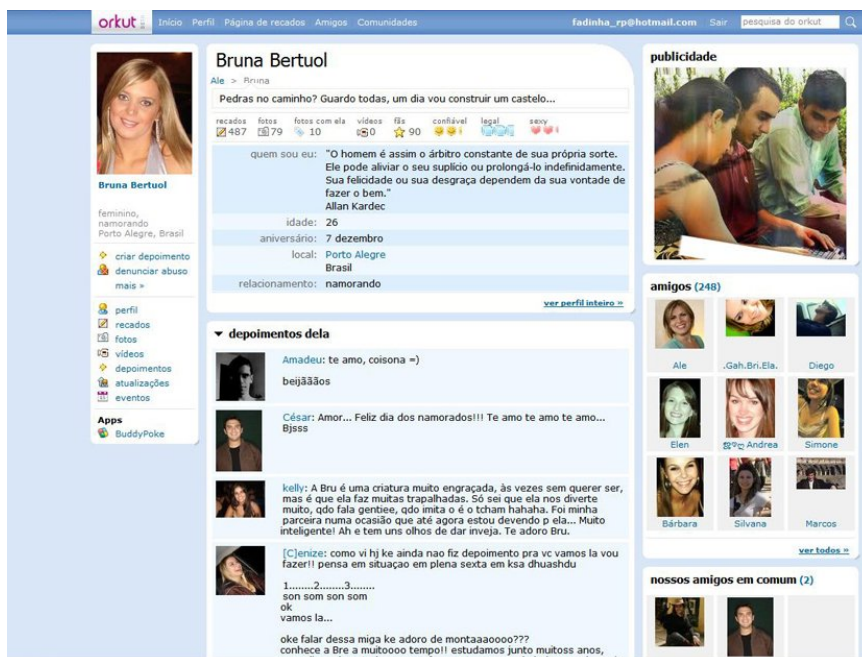 orkut
Início Perfil Página de recados Amigos Comunidades
fadinha_rp@hotmail.com Sair pesquisa do orkut
Bruna Bertuol
feminino,
namorando
Porto Alegre, Brasil
criar depoimento
denunciar abuso
mais »
perfil
recados
fotos
vídeos
depoimentos
atualizações
eventos
Apps
BuddyPoke
Bruna Bertuol
Ale > Bruna
Pedras no caminho? Guardo todas, um dia vou construir um castelo...
recados fotos fotos com ela vídeos fãs confiável legal sexy
487 79 10 0 90
quem sou eu: "O homem é assim o árbitro constante de sua própria sorte.
Ele pode aliviar o seu suplício ou prolongá-lo indefinidamente.
Sua felicidade ou sua desgraça dependem da sua vontade de
fazer o bem."
Allan Kardec
idade: 26
aniversário: 7 dezembro
local: Porto Alegre
Brasil
relacionamento: namorando
ver perfil inteiro »
depoimentos dela
Amadeu: te amo, coisona =)
beijãããos
César: Amor... Feliz dia dos namorados!!! Te amo te amo te amo...
Bjsss
kelly: A Bru é uma criatura muito engraçada, às vezes sem querer ser,
mas é que ela faz muitas trapalhadas. Só sei que ela nos diverte
muito, qdo fala gentiee, qdo imita o é o tcham hahaha. Foi minha
parceira numa ocasião que até agora estou devendo p ela... Muito
inteligente! Ah e tem uns olhos de dar inveja. Te adoro Bru.
[C]enize: como vi hj ke ainda nao fiz depoimento pra vc vamos la vou
fazer!! pensa em situaçao em plena sexta em ksa dhuashdu
1........2.......3........
son som son som
ok
vamos la...
oke falar dessa miga ke adoro de montaaaoooo???
conhece a Bre a muitoooo tempo!! estudamos junto muitoss anos,
publicidade
amigos (248)
Ale .Gah.Bri.Ela. Diego
Elen Andrea Simone
Bárbara Silvana Marcos
ver todos »
nossos amigos em comum (2)